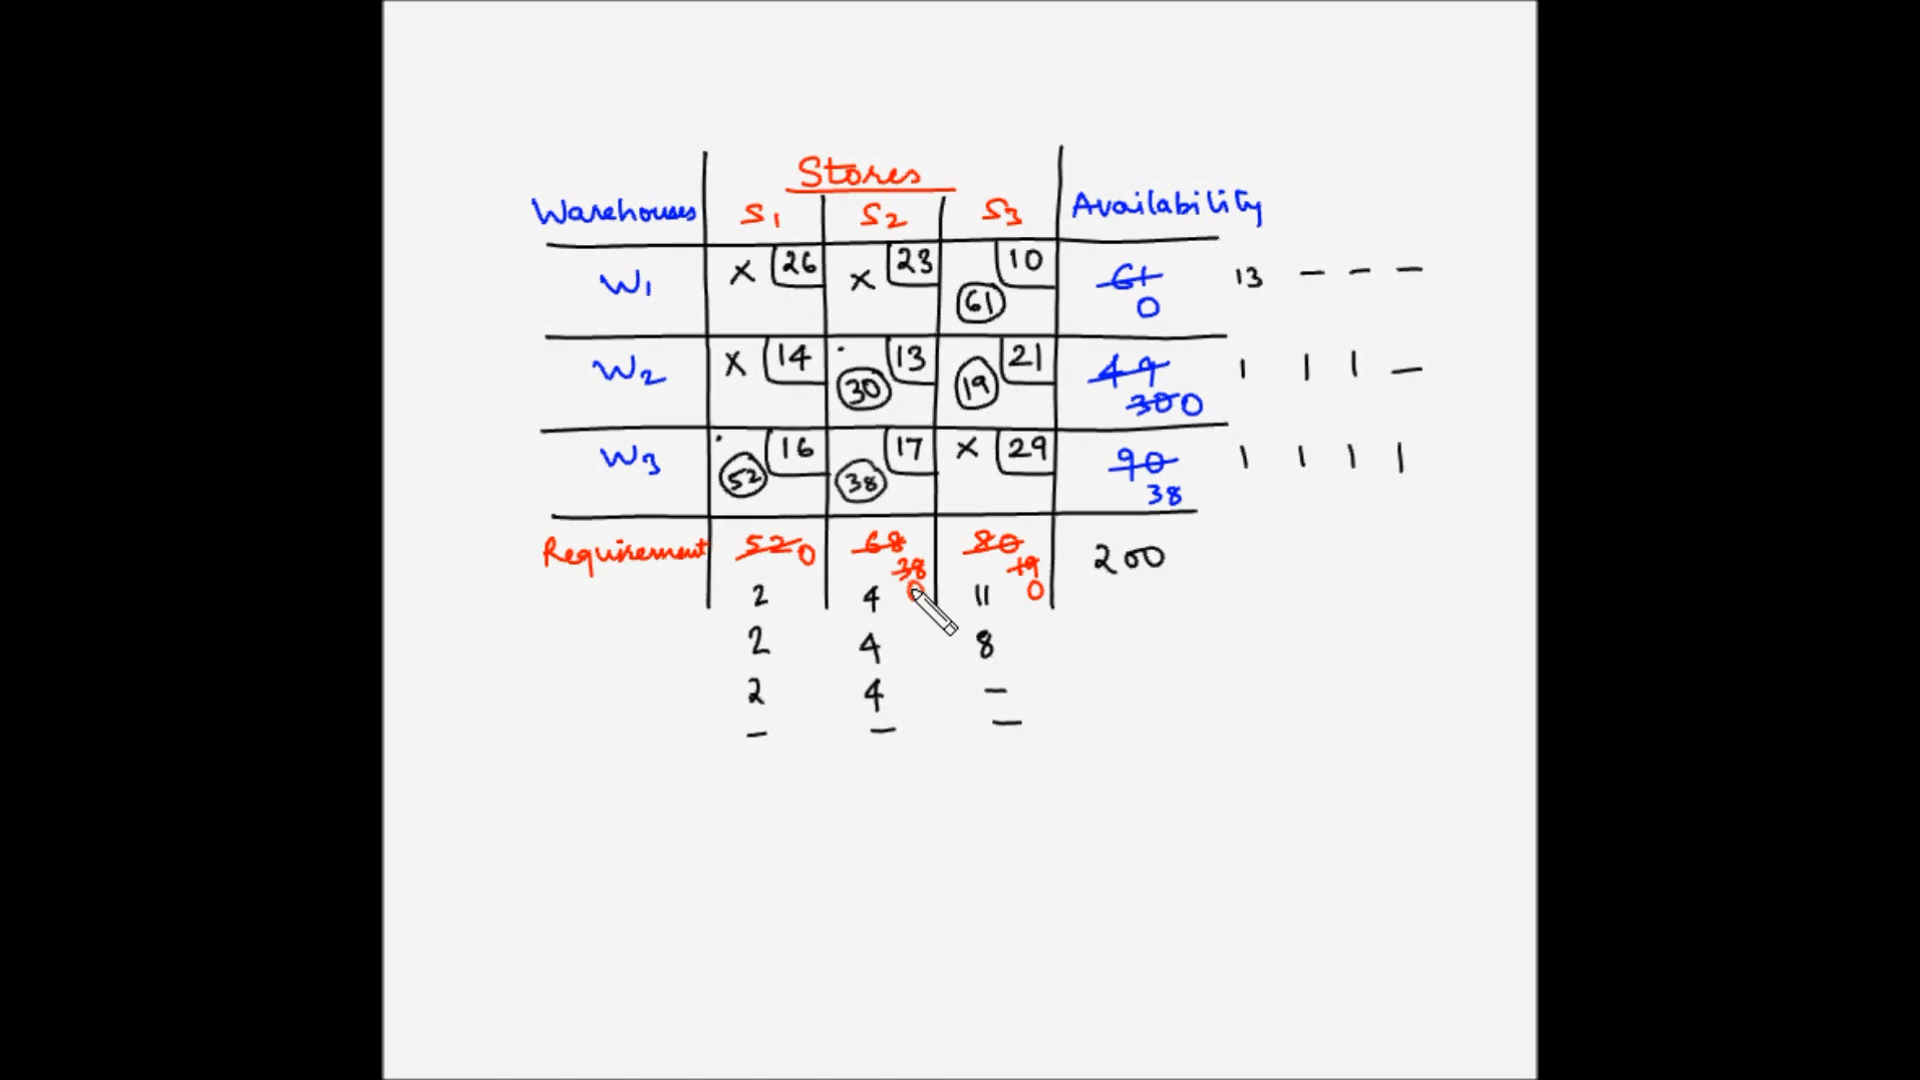 Stores
Warehouses S1 S2 S3 Availability
W1 x 26 x 23 10 61 61 0 13 – – –
W2 x 14 30 13 19 21 49 30 0 1 1 1 –
W3 52 16 38 17 x 29 90 38 1 1 1 1
Requirement 52 0 68 38 0 80 19 0 200
2 4 11
2 4 8
2 4 –
– – –